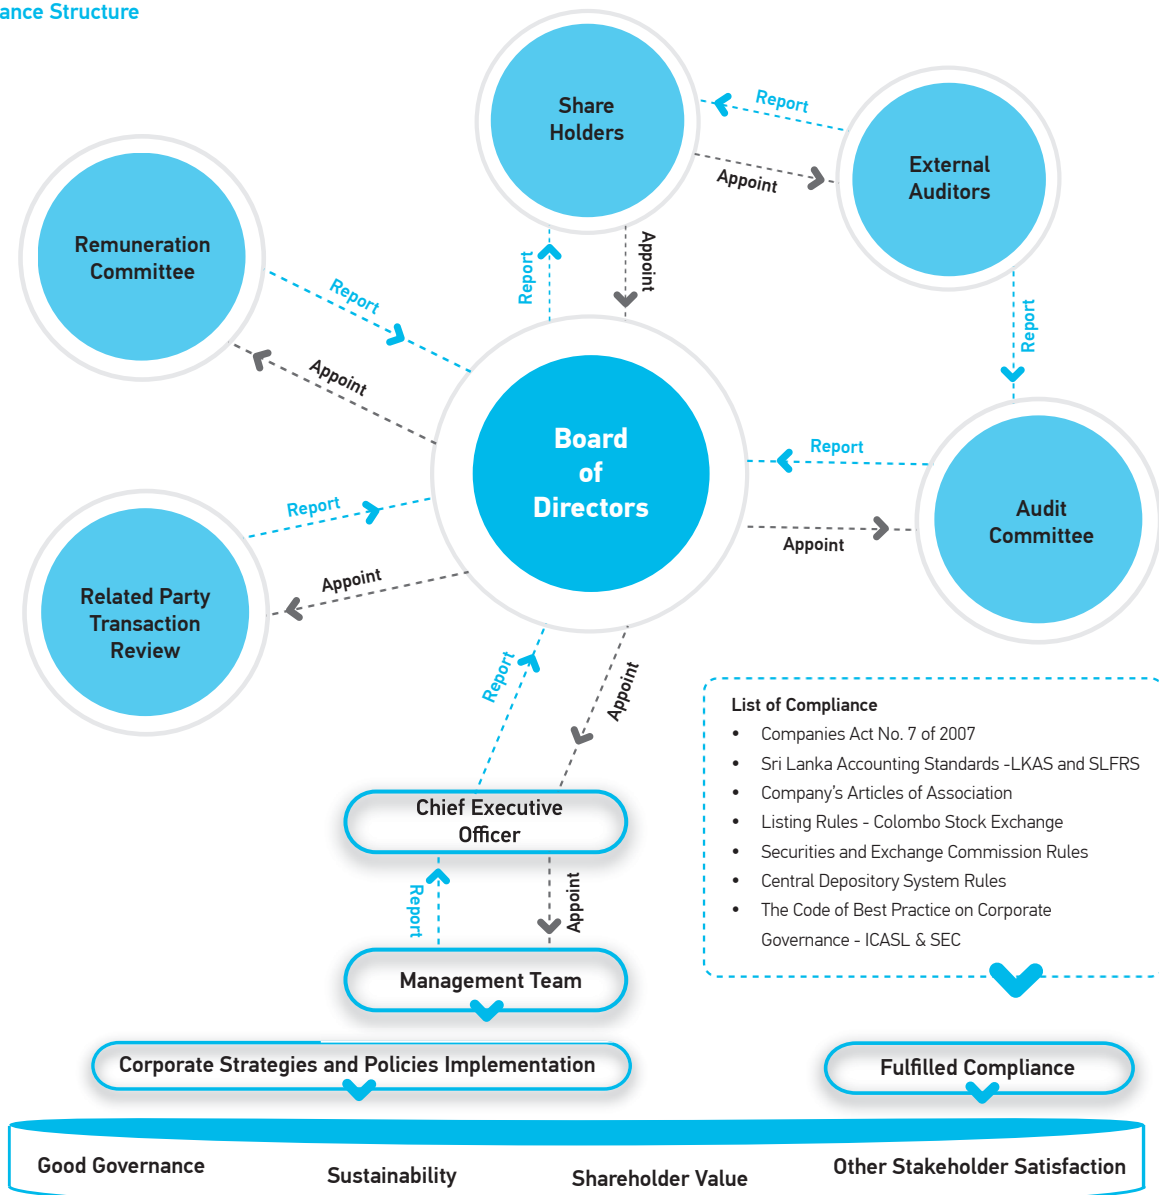 ance Structure
Share
Holders
Report
Appoint
External
Auditors
Remuneration
Committee
Report
Appoint
Report
Appoint
Report
Board
of
Directors
Report
Appoint
Audit
Committee
Report
Appoint
Related Party
Transaction
Review
Report
Appoint
List of Compliance
• Companies Act No. 7 of 2007
• Sri Lanka Accounting Standards -LKAS and SLFRS
• Company's Articles of Association
• Listing Rules - Colombo Stock Exchange
• Securities and Exchange Commission Rules
• Central Depository System Rules
• The Code of Best Practice on Corporate
Governance - ICASL & SEC
Chief Executive
Officer
Report
Appoint
Management Team
Corporate Strategies and Policies Implementation
Fulfilled Compliance
Good Governance
Sustainability
Shareholder Value
Other Stakeholder Satisfaction